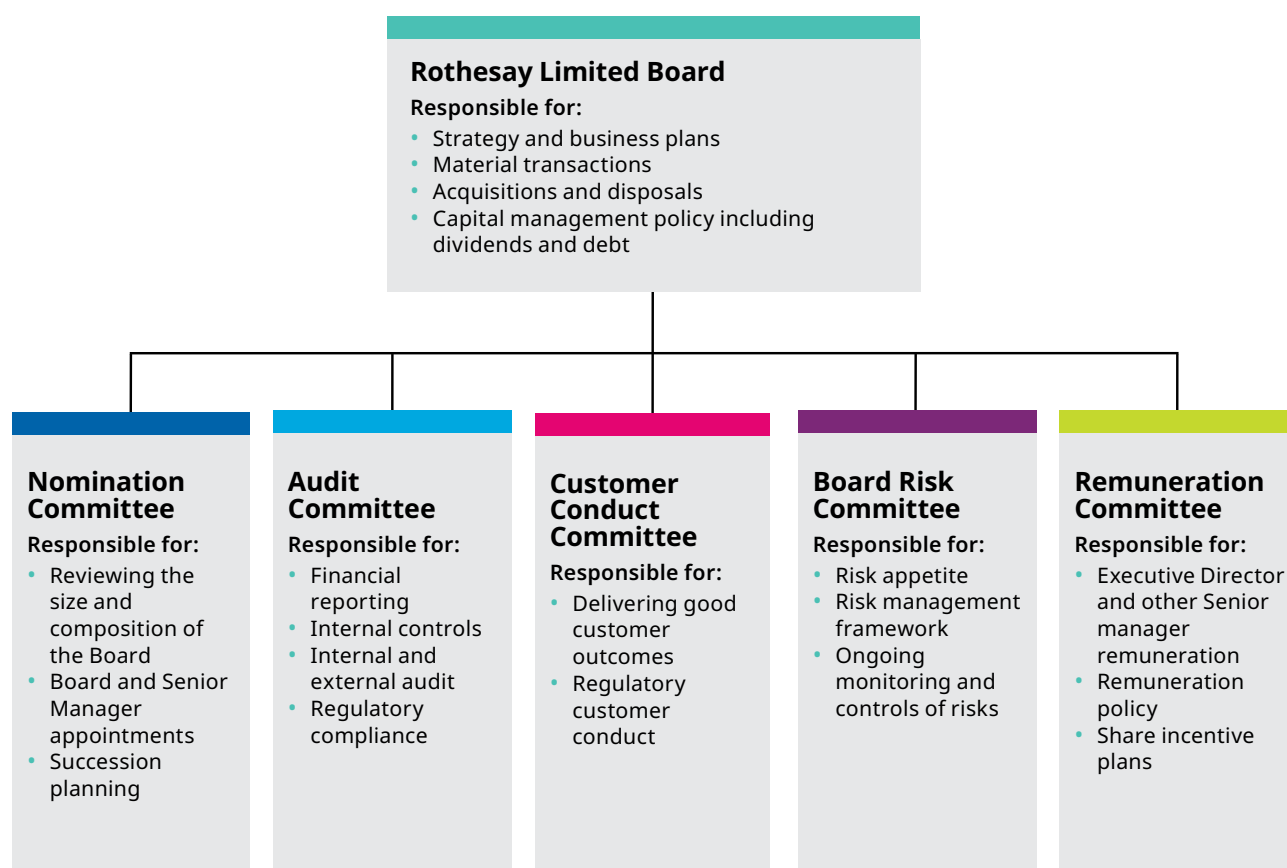 Rothesay Limited Board
Responsible for:
• Strategy and business plans
• Material transactions
• Acquisitions and disposals
• Capital management policy including
dividends and debt
Nomination
Committee
Responsible for:
• Reviewing the
size and
composition of
the Board
• Board and Senior
Manager
appointments
• Succession
planning
Audit
Committee
Responsible for:
• Financial
reporting
• Internal controls
• Internal and
external audit
• Regulatory
compliance
Customer
Conduct
Committee
Responsible for:
• Delivering good
customer
outcomes
• Regulatory
customer
conduct
Board Risk
Committee
Responsible for:
• Risk appetite
• Risk management
framework
• Ongoing
monitoring and
controls of risks
Remuneration
Committee
Responsible for:
• Executive Director
and other Senior
manager
remuneration
• Remuneration
policy
• Share incentive
plans